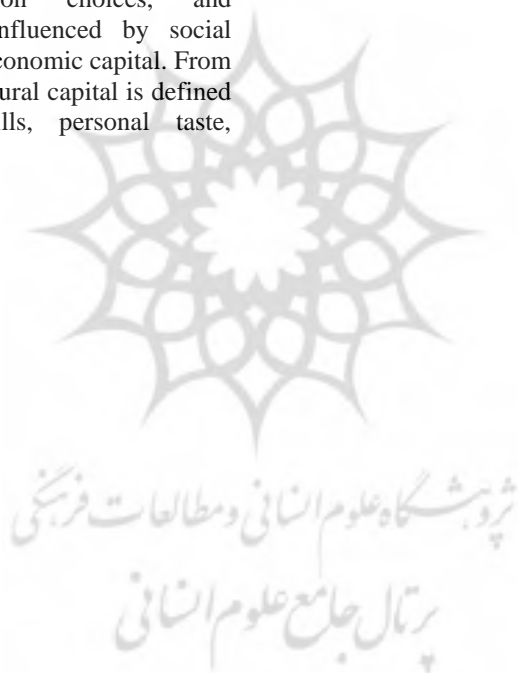 on choices, and
nfluenced by social
conomic capital. From
ural capital is defined
lls, personal taste,
پژوهشگاه علوم انسانی و مطالعات فرهنگی
پرتال جامع علوم انسانی